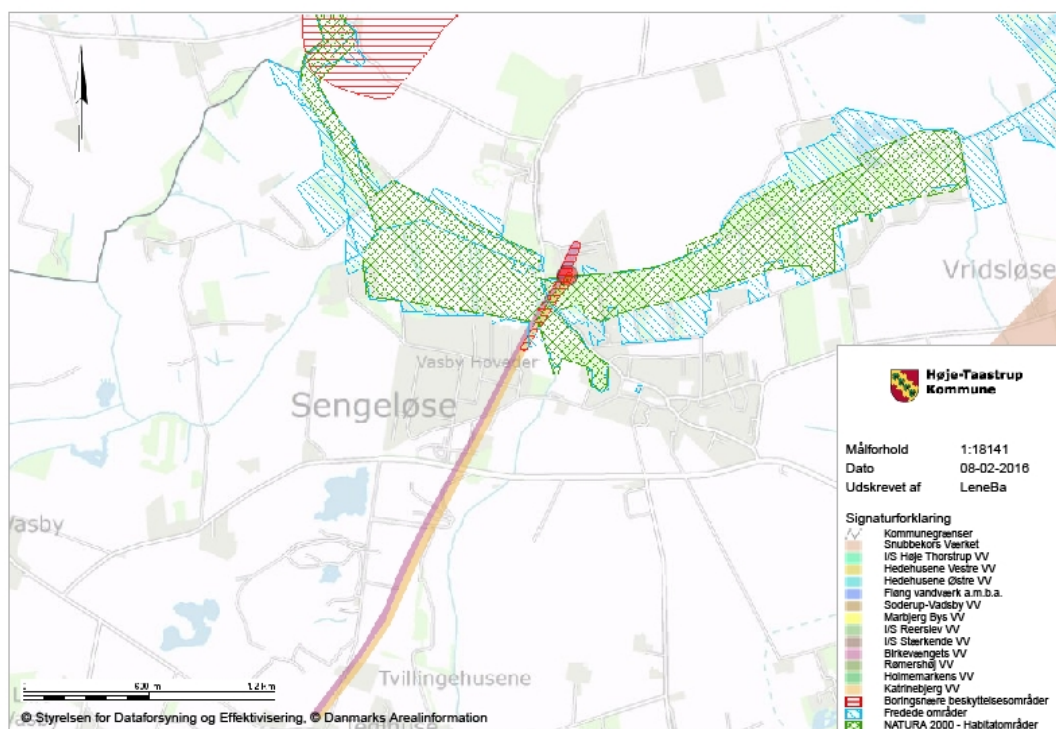 Vridsløse
Vasby Hoveder
Sengeløse
Vasby
Tvillingehusene
Høje-Taastrup
Kommune
Målforhold 1:18141
Dato 08-02-2016
Udskrevet af LeneBa
Signaturforklaring
Kommunegrænser
Snubbekors Værket
I/S Høje Thorstrup VV
Hedehusene Vestre VV
Hedehusene Østre VV
Fløng vandværk a.m.b.a.
Soderup-Vadsby VV
Marbjerg Bys VV
I/S Reerslev VV
I/S Stærkende VV
Birkevængets VV
Rømershøj VV
Holmemarkens VV
Katrinebjerg VV
Boringsnære beskyttelsesområder
Fredede områder
NATURA 2000 - Habitatområder
600 m 1.2 km
© Styrelsen for Dataforsyning og Effektivisering, © Danmarks Arealinformation